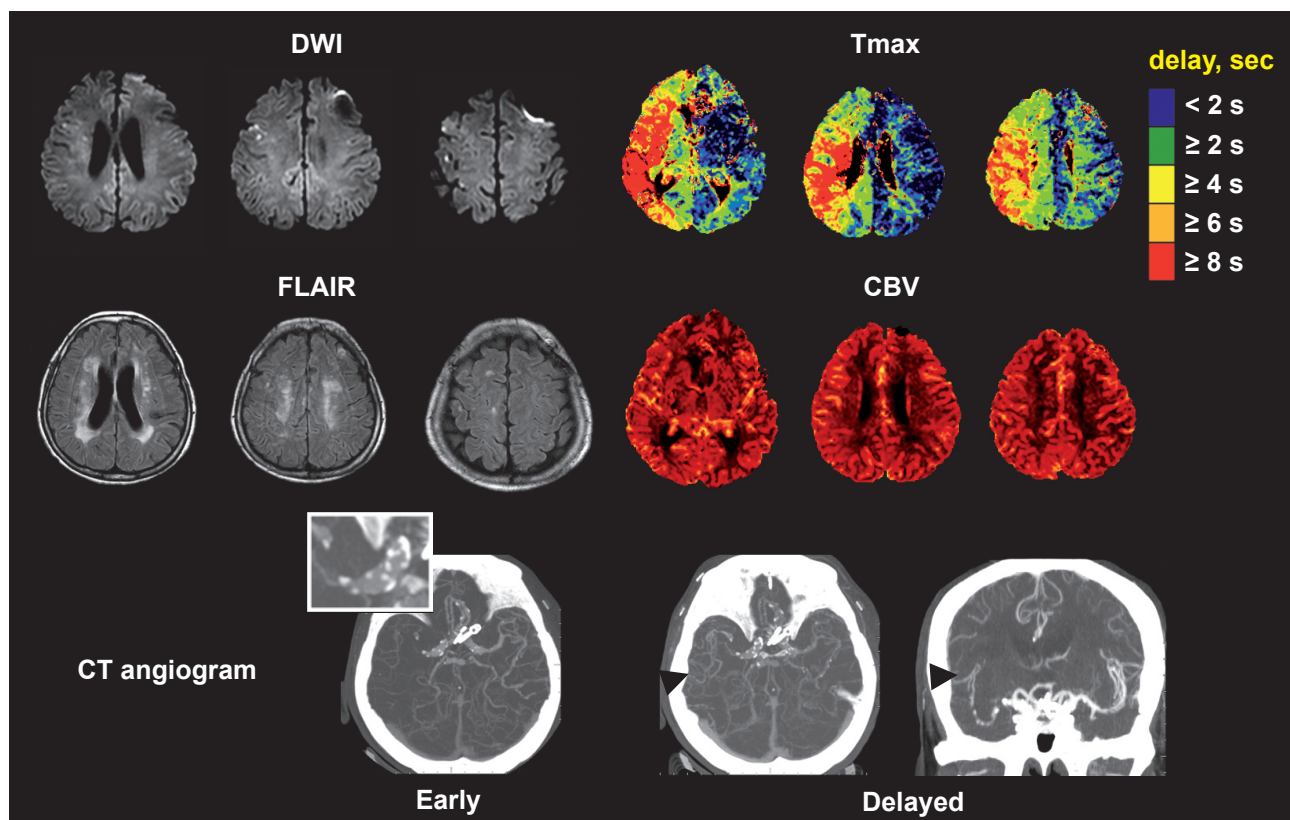 DWI
Tmax
delay, sec
< 2 s
≥ 2 s
≥ 4 s
≥ 6 s
≥ 8 s
FLAIR
CBV
CT angiogram
Early
Delayed